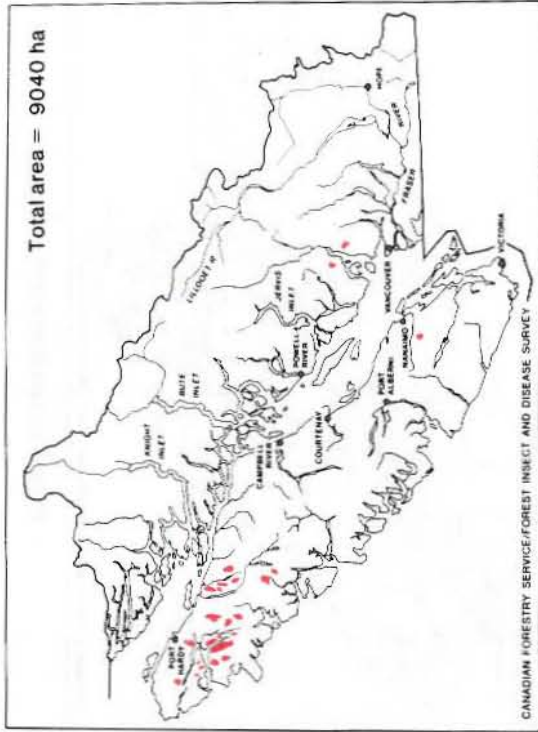 Total area = 9040 ha
KNIGHT
INLET
BUTE
INLET
LILLOOET R
JERVIS
INLET
PORT
HARDY
CAMPBELL
RIVER
POWELL
RIVER
COURTENAY
PORT
ALBERNI
VANCOUVER
NANAIMO
FRASER
RIVER
HOPE
VICTORIA
CANADIAN FORESTRY SERVICE/FOREST INSECT AND DISEASE SURVEY